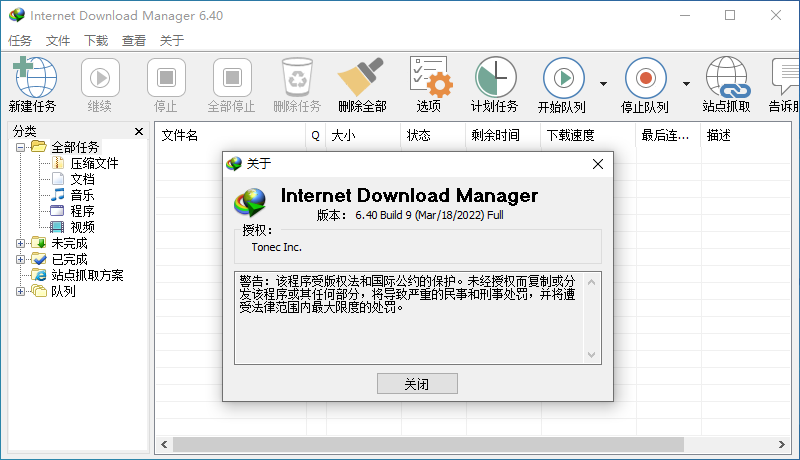 Internet Download Manager 6.40
任务 文件 下载 查看 关于
新建任务 继续 停止 全部停止 删除任务 删除全部 选项 计划任务 开始队列 停止队列 站点抓取 告诉朋
分类
全部任务
压缩文件
文档
音乐
程序
视频
未完成
已完成
站点抓取方案
队列
文件名 Q 大小 状态 剩余时间 下载速度 最后连... 描述
关于
Internet Download Manager
版本： 6.40 Build 9 (Mar/18/2022) Full
授权：
Tonec Inc.
警告：该程序受版权法和国际公约的保护。未经授权而复制或分
发该程序或其任何部分，将导致严重的民事和刑事处罚，并将遭
受法律范围内最大限度的处罚。
关闭